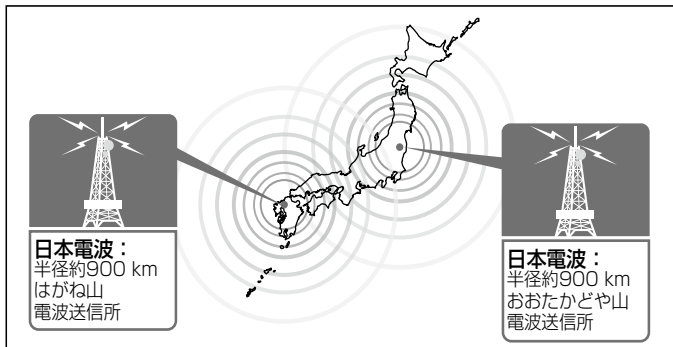 日本電波：
半径約900 km
はがね山
電波送信所
日本電波：
半径約900 km
おおたかどや山
電波送信所